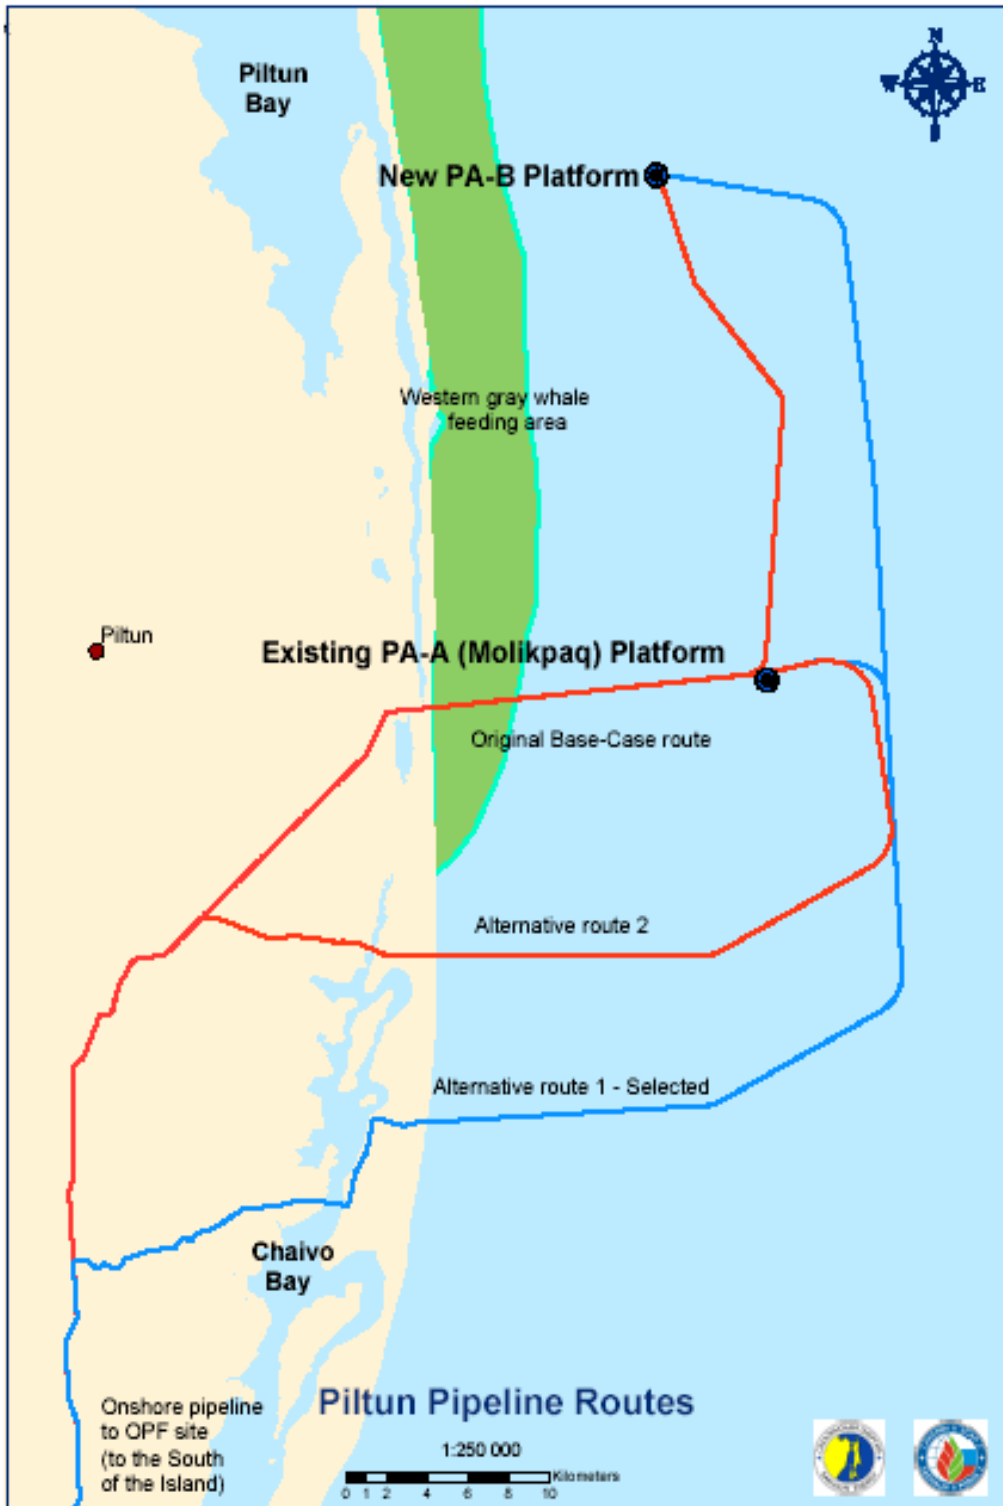 N
W
E
Piltun
Bay
New PA-B Platform
Western gray whale
feeding area
Piltun
Existing PA-A (Molikpaq) Platform
Original Base-Case route
Alternative route 2
Alternative route 1 - Selected
Chaivo
Bay
Onshore pipeline
to OPF site
(to the South
of the Island)
Piltun Pipeline Routes
1:250 000
Kilometers
0 1 2 4 6 8 10